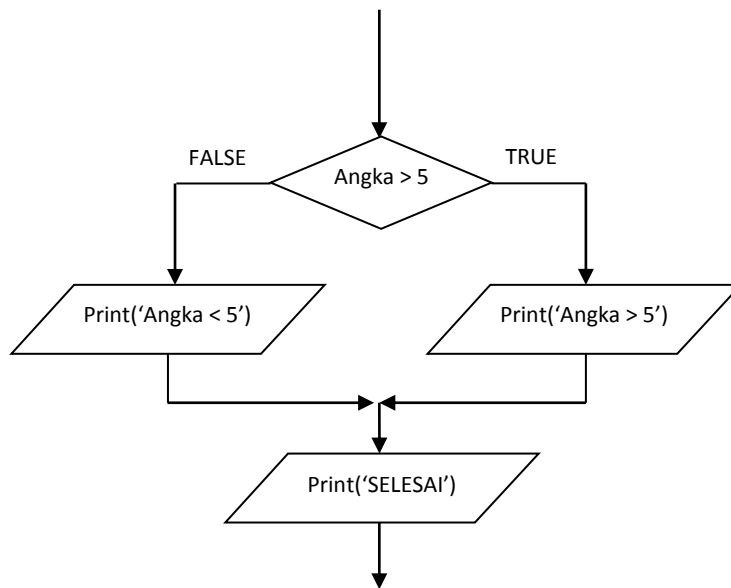 FALSE
TRUE
Angka > 5
Print(‘Angka < 5’)
Print(‘Angka > 5’)
Print(‘SELESAI’)